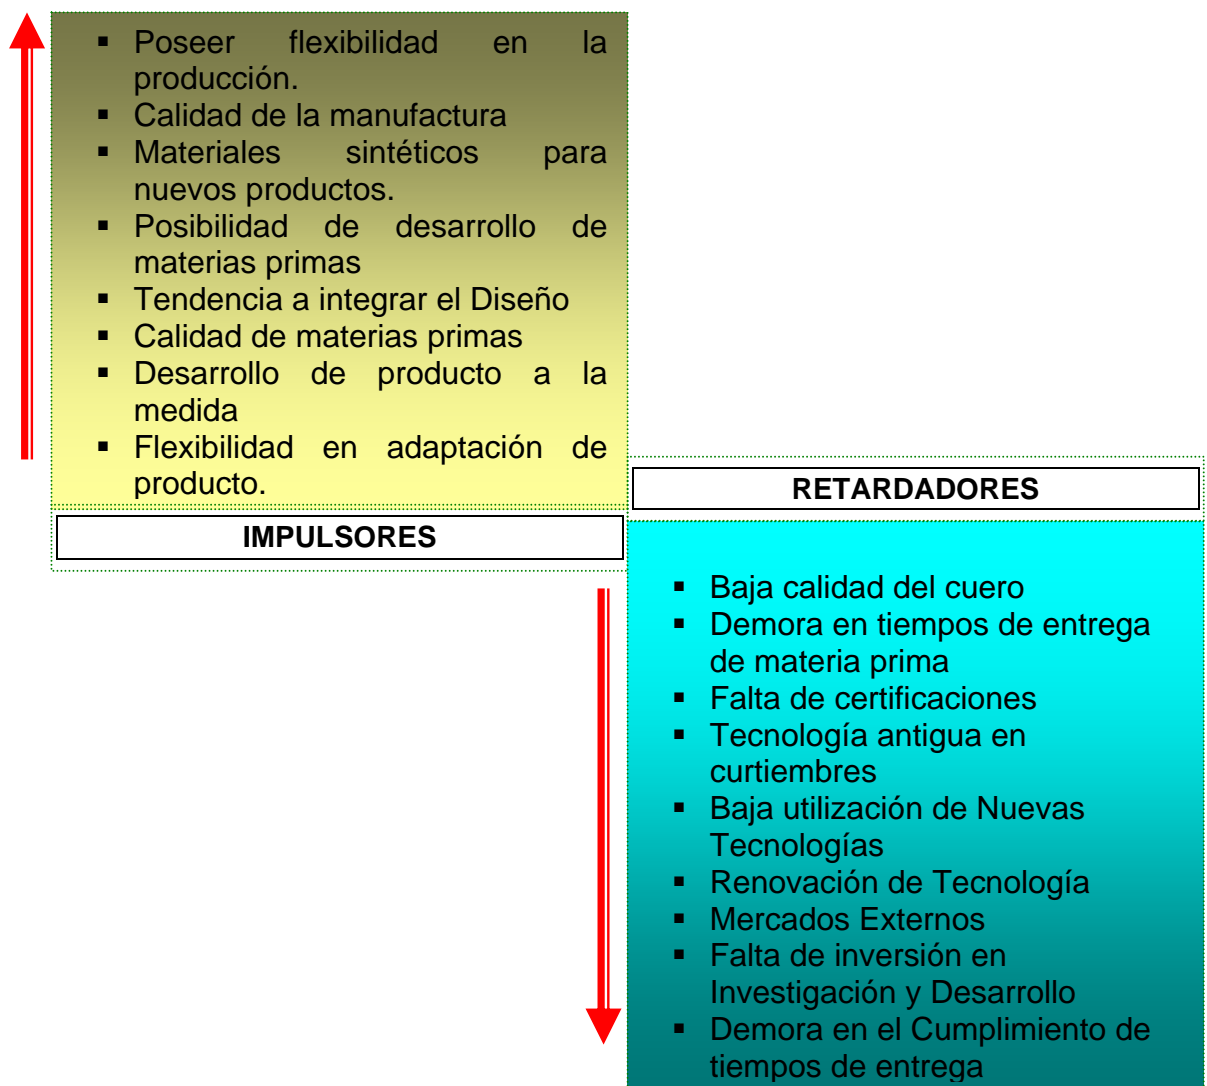 ▪ Poseer flexibilidad en la
producción.
▪ Calidad de la manufactura
▪ Materiales sintéticos para
nuevos productos.
▪ Posibilidad de desarrollo de
materias primas
▪ Tendencia a integrar el Diseño
▪ Calidad de materias primas
▪ Desarrollo de producto a la
medida
▪ Flexibilidad en adaptación de
producto.
IMPULSORES
RETARDADORES
▪ Baja calidad del cuero
▪ Demora en tiempos de entrega
de materia prima
▪ Falta de certificaciones
▪ Tecnología antigua en
curtiembres
▪ Baja utilización de Nuevas
Tecnologías
▪ Renovación de Tecnología
▪ Mercados Externos
▪ Falta de inversión en
Investigación y Desarrollo
▪ Demora en el Cumplimiento de
tiempos de entrega